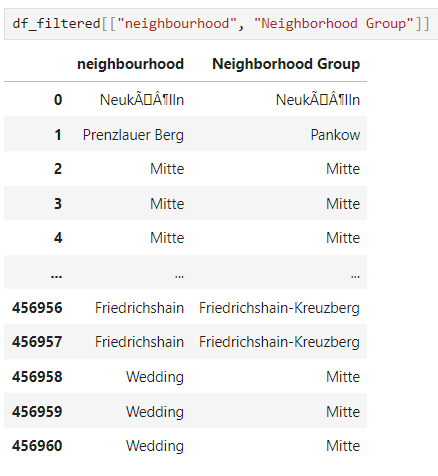 df_filtered[["neighbourhood", "Neighborhood Group"]]
neighbourhood Neighborhood Group
0 NeukÃ�Â¶lln NeukÃ�Â¶lln
1 Prenzlauer Berg Pankow
2 Mitte Mitte
3 Mitte Mitte
4 Mitte Mitte
... ... ...
456956 Friedrichshain Friedrichshain-Kreuzberg
456957 Friedrichshain Friedrichshain-Kreuzberg
456958 Wedding Mitte
456959 Wedding Mitte
456960 Wedding Mitte